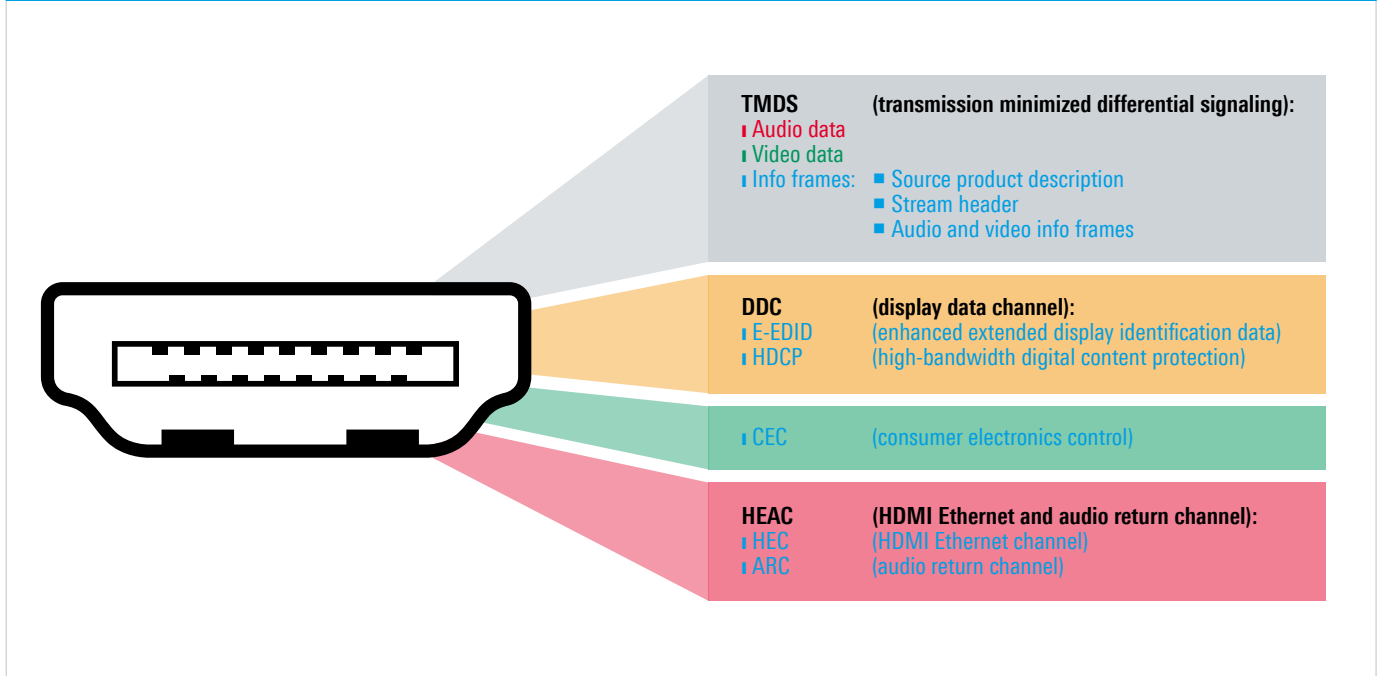 TMDS (transmission minimized differential signaling):
Audio data
Video data
Info frames: ■ Source product description
■ Stream header
■ Audio and video info frames
DDC (display data channel):
E-EDID (enhanced extended display identification data)
HDCP (high-bandwidth digital content protection)
CEC (consumer electronics control)
HEAC (HDMI Ethernet and audio return channel):
HEC (HDMI Ethernet channel)
ARC (audio return channel)